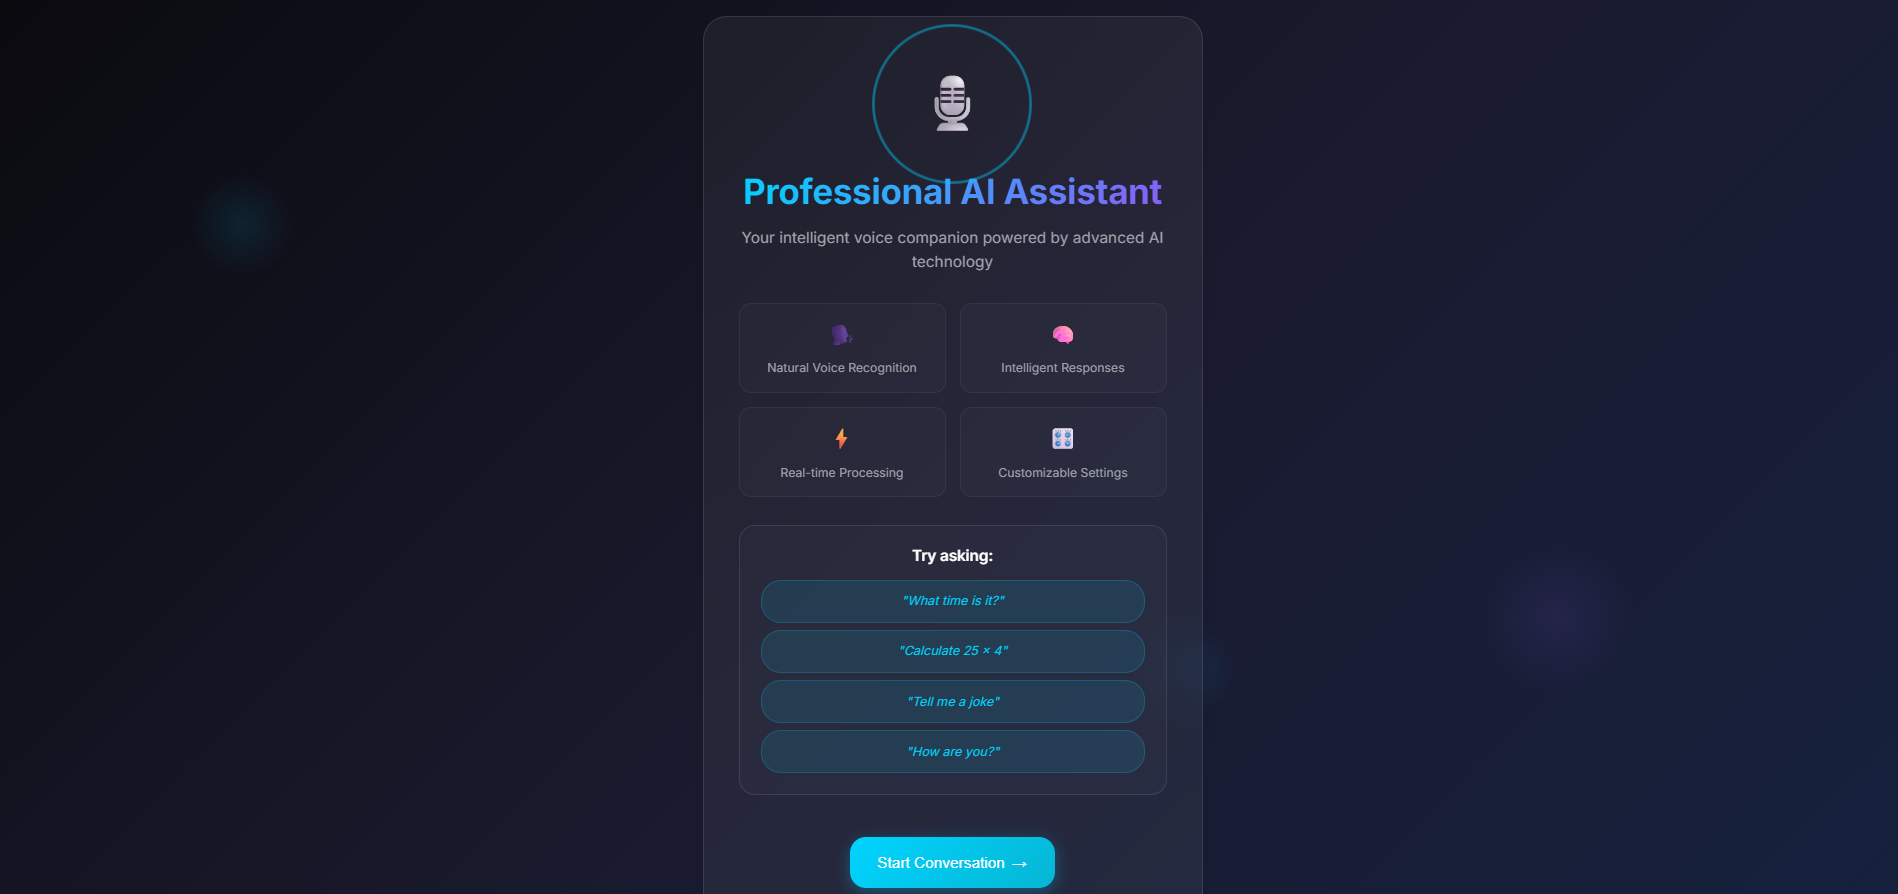 Professional AI Assistant
Your intelligent voice companion powered by advanced AI
technology
Natural Voice Recognition
Intelligent Responses
Real-time Processing
Customizable Settings
Try asking:
"What time is it?"
"Calculate 25 × 4"
"Tell me a joke"
"How are you?"
Start Conversation →